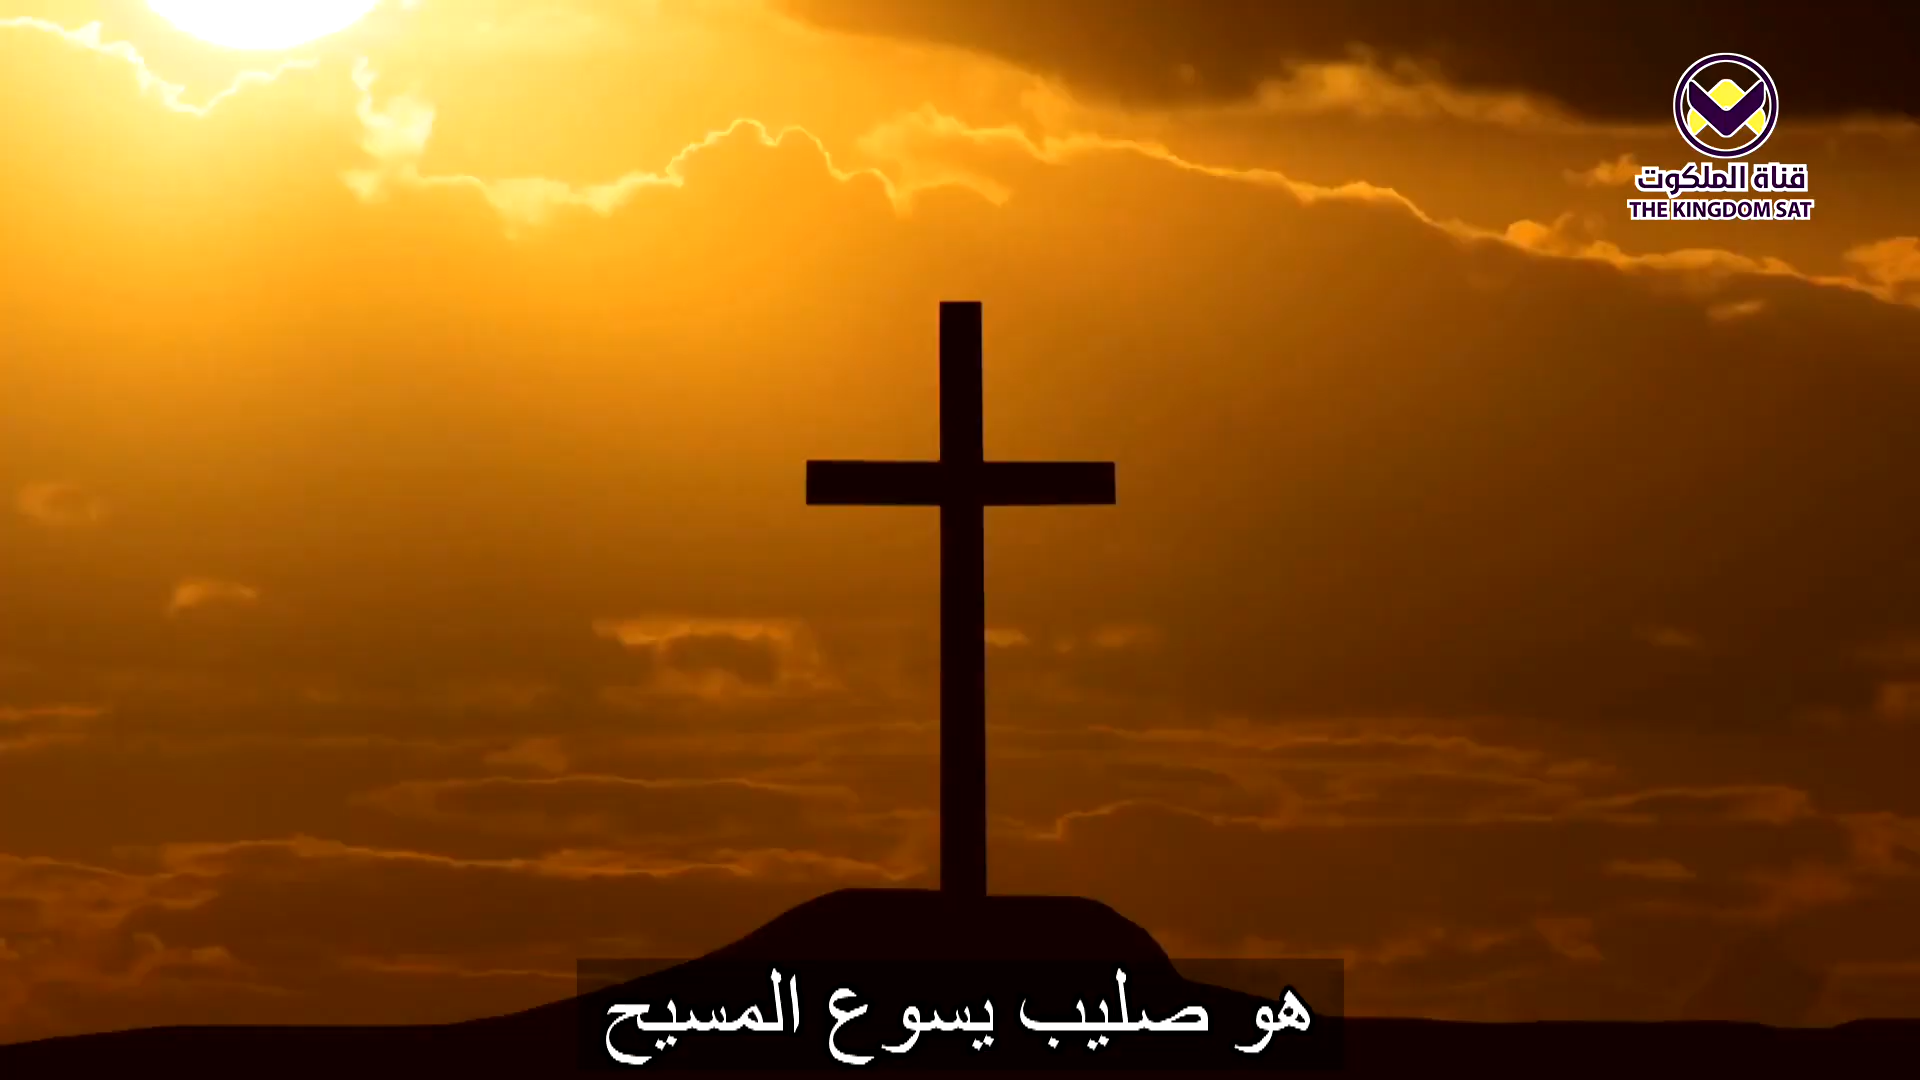 قناة الملكوت
THE KINGDOM SAT
هو صليب يسوع المسيح